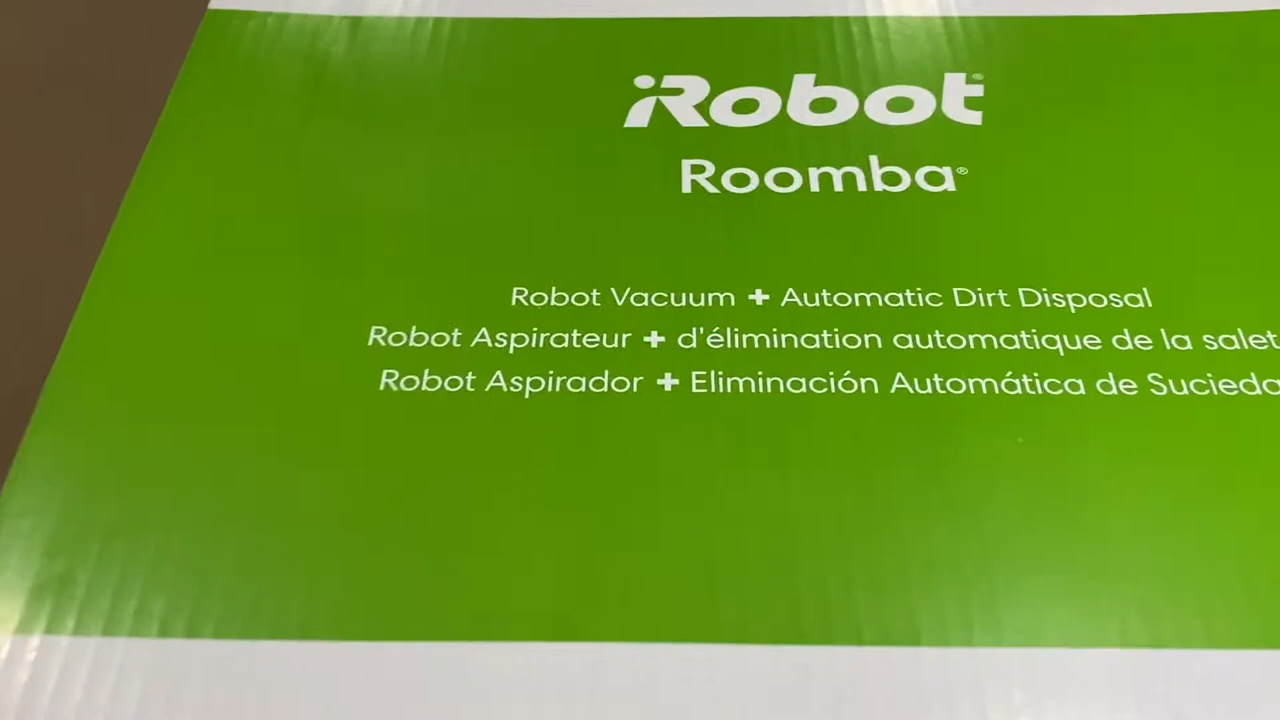 iRobot®
Roomba®
Robot Vacuum + Automatic Dirt Disposal
Robot Aspirateur + d'élimination automatique de la
Robot Aspirador + Eliminación Automática de